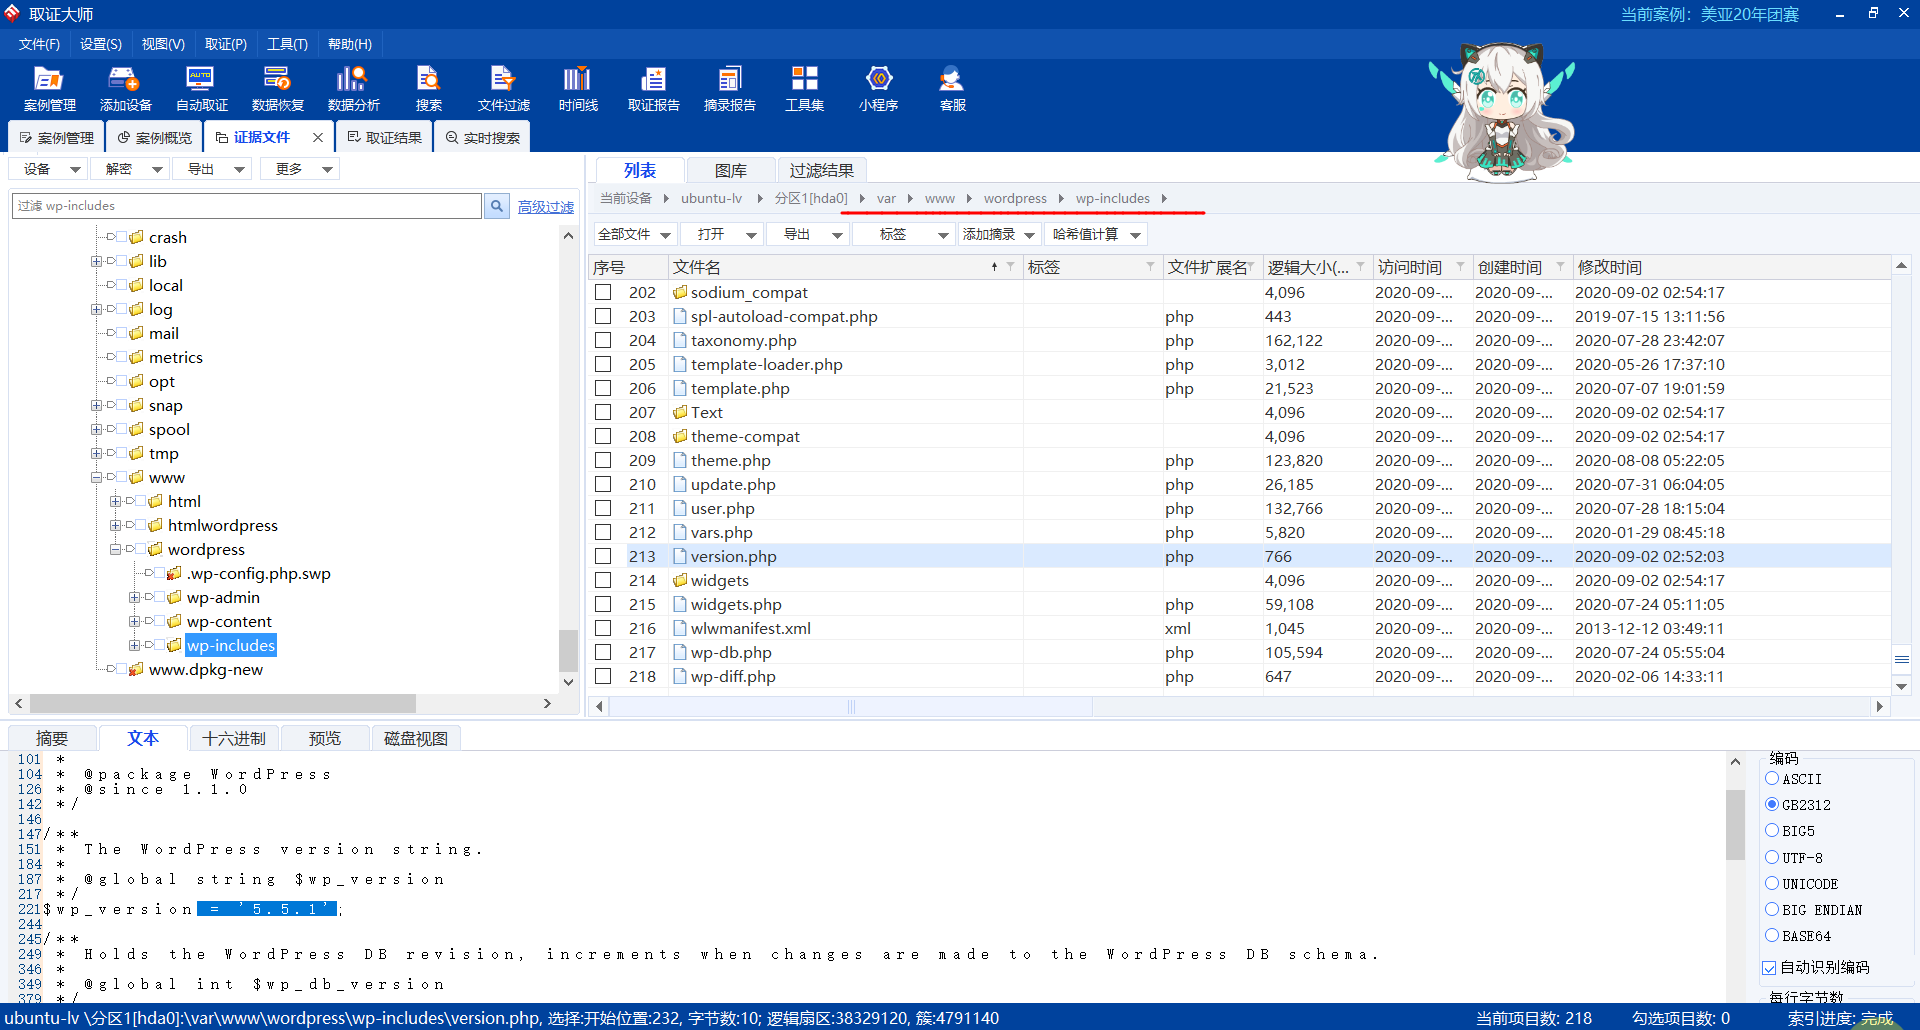 取证大师
当前案例：美亚20年团赛
文件(F) 设置(S) 视图(V) 取证(P) 工具(T) 帮助(H)
案例管理 添加设备 自动取证 数据恢复 数据分析 搜索 文件过滤 时间线 取证报告 摘录报告 工具集 小程序 客服
案例管理 案例概览 证据文件 取证结果 实时搜索
设备 解密 导出 更多
过滤 wp-includes
高级过滤
crash
lib
local
log
mail
metrics
opt
snap
spool
tmp
www
html
htmlwordpress
wordpress
.wp-config.php.swp
wp-admin
wp-content
wp-includes
www.dpkg-new
列表 图库 过滤结果
当前设备 ubuntu-lv 分区1[hda0] var www wordpress wp-includes
全部文件 打开 导出 标签 添加摘录 哈希值计算
序号 文件名 标签 文件扩展名 逻辑大小(... 访问时间 创建时间 修改时间
202 sodium_compat 4,096 2020-09-... 2020-09-... 2020-09-02 02:54:17
203 spl-autoload-compat.php php 443 2020-09-... 2020-09-... 2019-07-15 13:11:56
204 taxonomy.php php 162,122 2020-09-... 2020-09-... 2020-07-28 23:42:07
205 template-loader.php php 3,012 2020-09-... 2020-09-... 2020-05-26 17:37:10
206 template.php php 21,523 2020-09-... 2020-09-... 2020-07-07 19:01:59
207 Text 4,096 2020-09-... 2020-09-... 2020-09-02 02:54:17
208 theme-compat 4,096 2020-09-... 2020-09-... 2020-09-02 02:54:17
209 theme.php php 123,820 2020-09-... 2020-09-... 2020-08-08 05:22:05
210 update.php php 26,185 2020-09-... 2020-09-... 2020-07-31 06:04:05
211 user.php php 132,766 2020-09-... 2020-09-... 2020-07-28 18:15:04
212 vars.php php 5,820 2020-09-... 2020-09-... 2020-01-29 08:45:18
213 version.php php 766 2020-09-... 2020-09-... 2020-09-02 02:52:03
214 widgets 4,096 2020-09-... 2020-09-... 2020-09-02 02:54:17
215 widgets.php php 59,108 2020-09-... 2020-09-... 2020-07-24 05:11:05
216 wlwmanifest.xml xml 1,045 2020-09-... 2020-09-... 2013-12-12 03:49:11
217 wp-db.php php 105,594 2020-09-... 2020-09-... 2020-07-24 05:55:04
218 wp-diff.php php 647 2020-09-... 2020-09-... 2020-02-06 14:33:11
摘要 文本 十六进制 预览 磁盘视图
101 *
104 * @package WordPress
126 * @since 1.1.0
142 */
146
147/**
151 * The WordPress version string.
184 *
187 * @global string $wp_version
217 */
221$wp_version = '5.5.1';
244
245/**
249 * Holds the WordPress DB revision, increments when changes are made to the WordPress DB schema.
346 *
349 * @global int $wp_db_version
379 */
编码
ASCII
GB2312
BIG5
UTF-8
UNICODE
BIG ENDIAN
BASE64
自动识别编码
每行字节数
ubuntu-lv \分区1[hda0]:\var\www\wordpress\wp-includes\version.php, 选择:开始位置:232, 字节数:10; 逻辑扇区:38329120, 簇:4791140
当前项目数: 218 勾选项目数: 0 索引进度: 完成